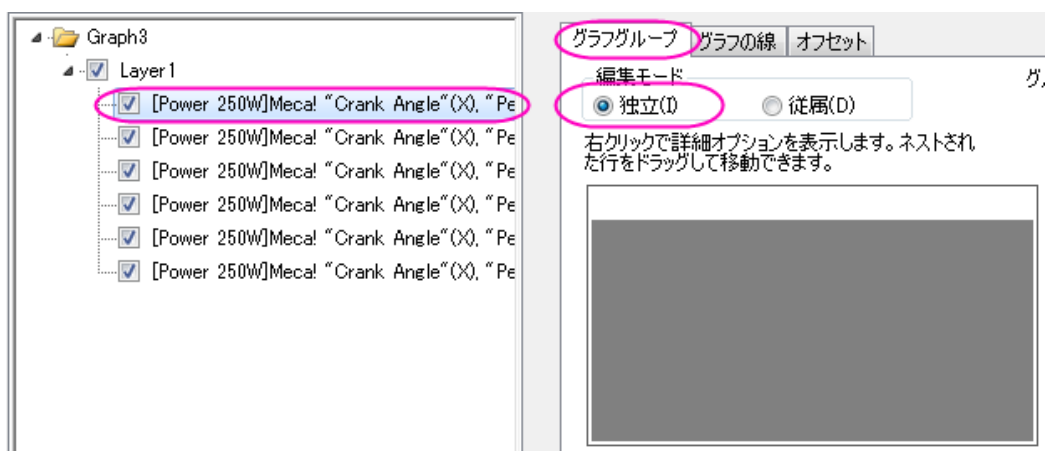 Graph3
Layer1
[Power 250W]Meca! "Crank Angle"(X), "Pe
[Power 250W]Meca! "Crank Angle"(X), "Pe
[Power 250W]Meca! "Crank Angle"(X), "Pe
[Power 250W]Meca! "Crank Angle"(X), "Pe
[Power 250W]Meca! "Crank Angle"(X), "Pe
[Power 250W]Meca! "Crank Angle"(X), "Pe
グラフグループ グラフの線 オフセット
編集モード グル
独立(I) 従属(D)
右クリックで詳細オプションを表示します。ネストされ
た行をドラッグして移動できます。